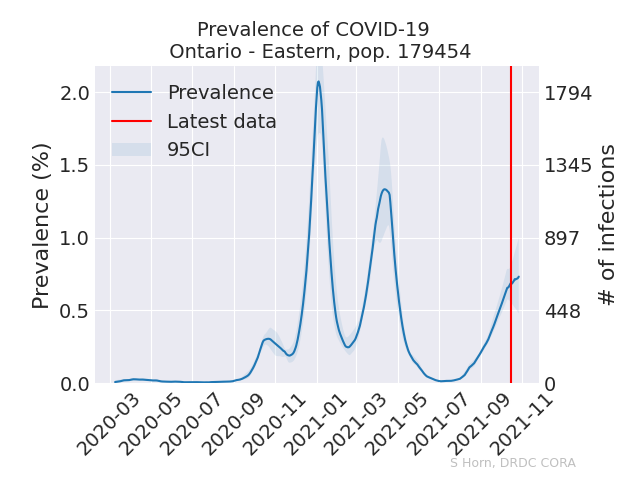 Prevalence of COVID-19
Ontario - Eastern, pop. 179454
Prevalence
Latest data
95CI
Prevalence (%)
2.0
1.5
1.0
0.5
0.0
1794
1345
897
448
0
# of infections
2020-03
2020-05
2020-07
2020-09
2020-11
2021-01
2021-03
2021-05
2021-07
2021-09
2021-11
S Horn, DRDC CORA